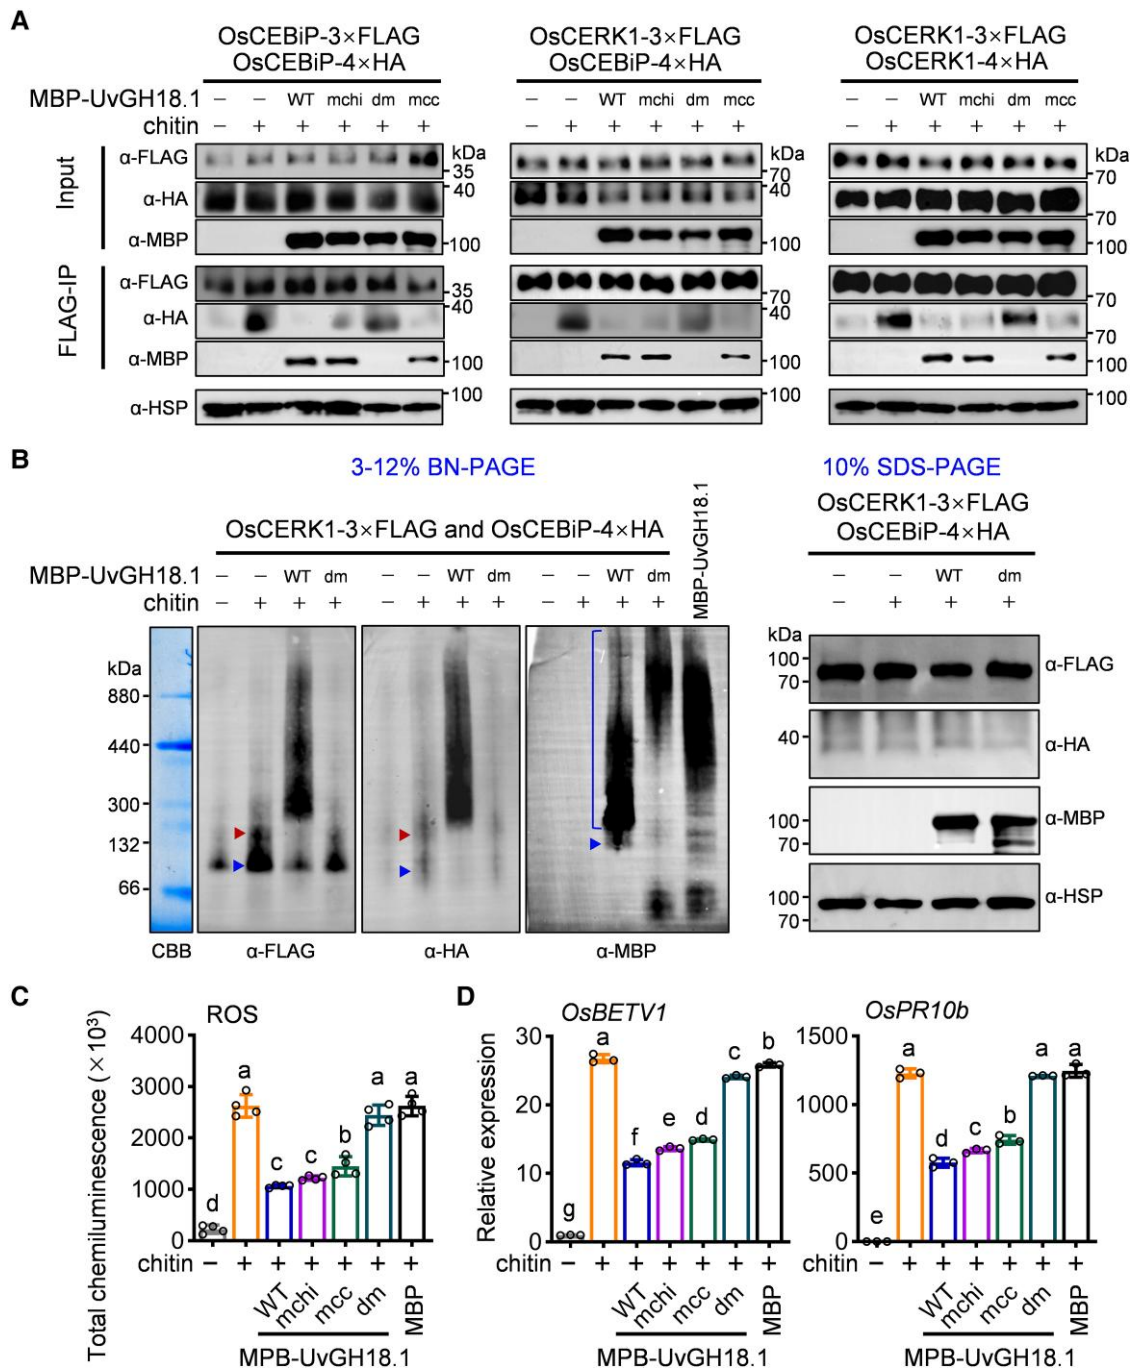 A
OsCEBiP-3×FLAG
OsCEBiP-4×HA
OsCERK1-3×FLAG
OsCEBiP-4×HA
OsCERK1-3×FLAG
OsCERK1-4×HA
MBP-UvGH18.1 − − WT mchi dm mcc − − WT mchi dm mcc − − WT mchi dm mcc
chitin − + + + + + − + + + + + − + + + + +
Input
α-FLAG kDa 35 kDa 70 kDa 70
α-HA 40 40 70
α-MBP 100 100 100
FLAG-IP
α-FLAG 35 70 70
α-HA 40 40 70
α-MBP 100 100 100
α-HSP 100 100 100
B
3-12% BN-PAGE
10% SDS-PAGE
OsCERK1-3×FLAG and OsCEBiP-4×HA
MBP-UvGH18.1
OsCERK1-3×FLAG
OsCEBiP-4×HA
MBP-UvGH18.1 − − WT dm − − WT dm − − WT dm − − WT dm
chitin − + + + − + + + − + + + − + + +
kDa
880
440
300
132
66
CBB
α-FLAG
α-HA
α-MBP
kDa
100
70
α-FLAG
40
α-HA
100
70
α-MBP
100
70
α-HSP
C
ROS
Total chemiluminescence (×10³)
4000
3000
2000
1000
0
d a c c b a a
chitin − + + + + + +
WT mchi mcc dm MBP
MPB-UvGH18.1
D
OsBETV1
Relative expression
30
20
10
0
g a f e d c b
chitin − + + + + + +
WT mchi mcc dm MBP
MPB-UvGH18.1
OsPR10b
1500
1000
500
0
e a d c b a a
chitin − + + + + + +
WT mchi mcc dm MBP
MPB-UvGH18.1